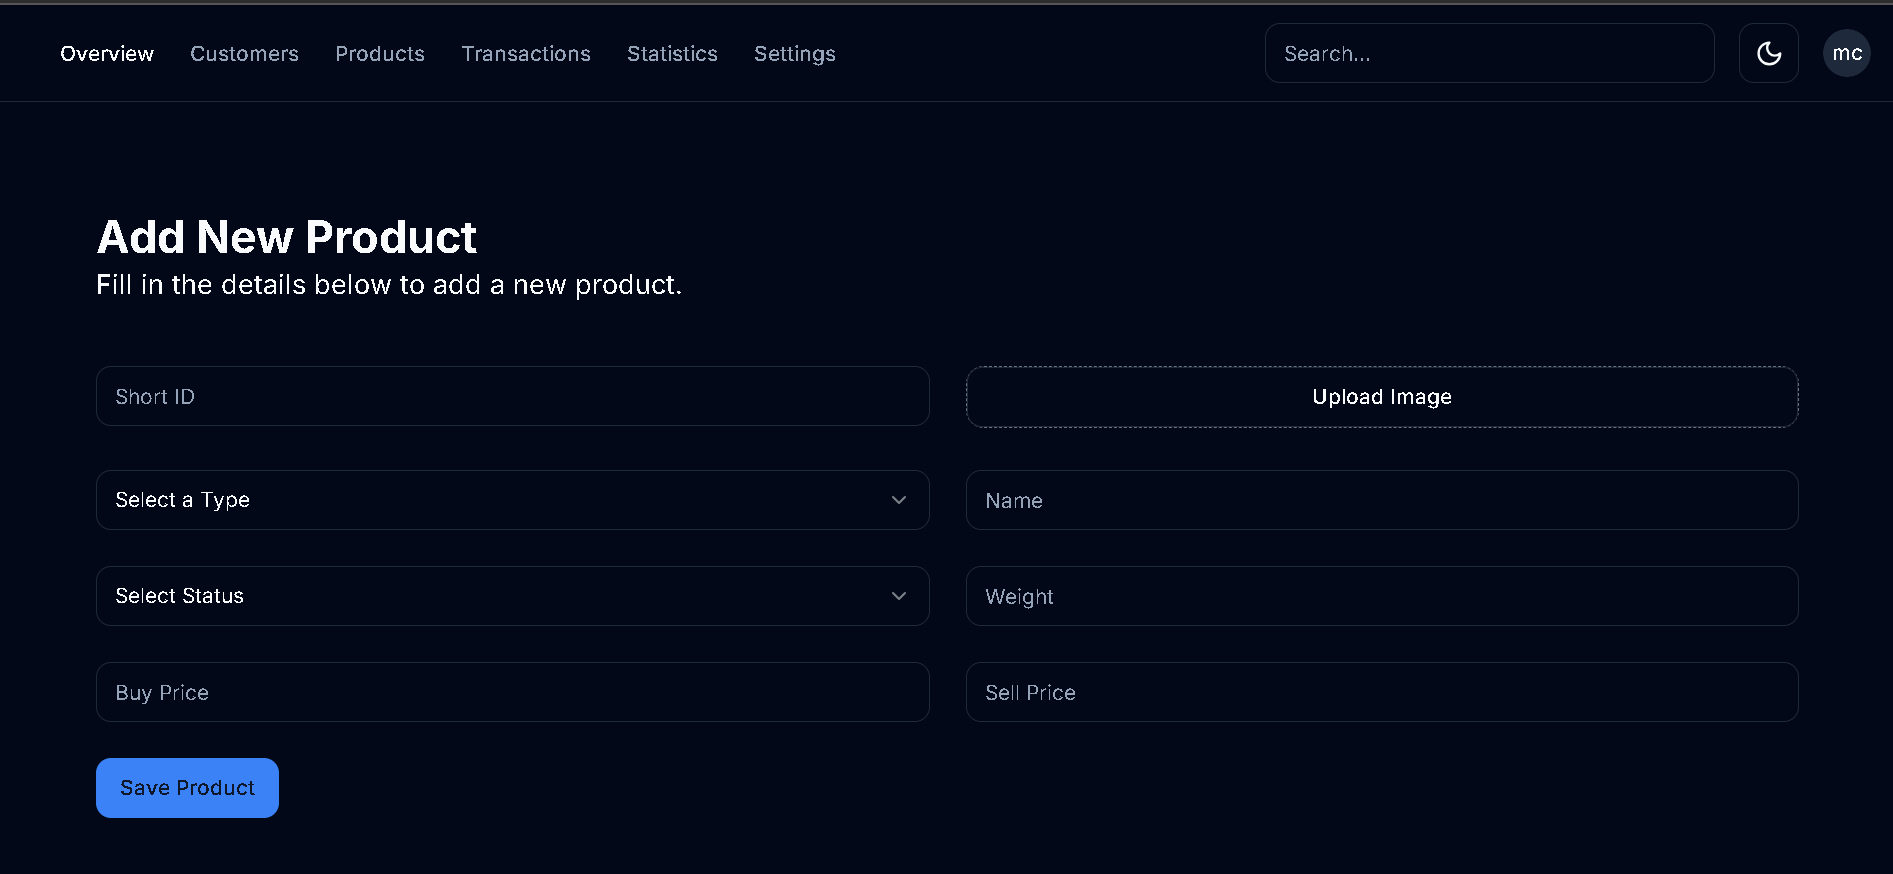 Overview Customers Products Transactions Statistics Settings Search... mc
Add New Product
Fill in the details below to add a new product.
Short ID Upload Image
Select a Type Name
Select Status Weight
Buy Price Sell Price
Save Product